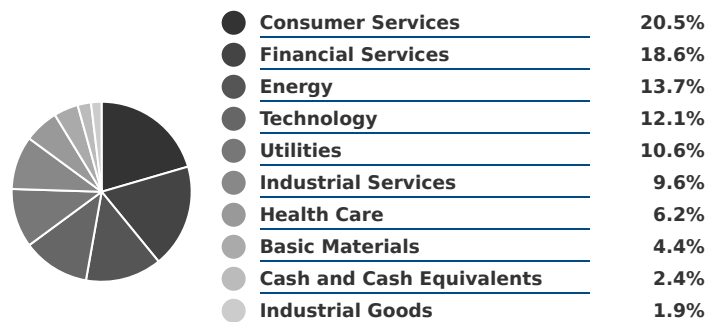 Consumer Services 20.5%
Financial Services 18.6%
Energy 13.7%
Technology 12.1%
Utilities 10.6%
Industrial Services 9.6%
Health Care 6.2%
Basic Materials 4.4%
Cash and Cash Equivalents 2.4%
Industrial Goods 1.9%